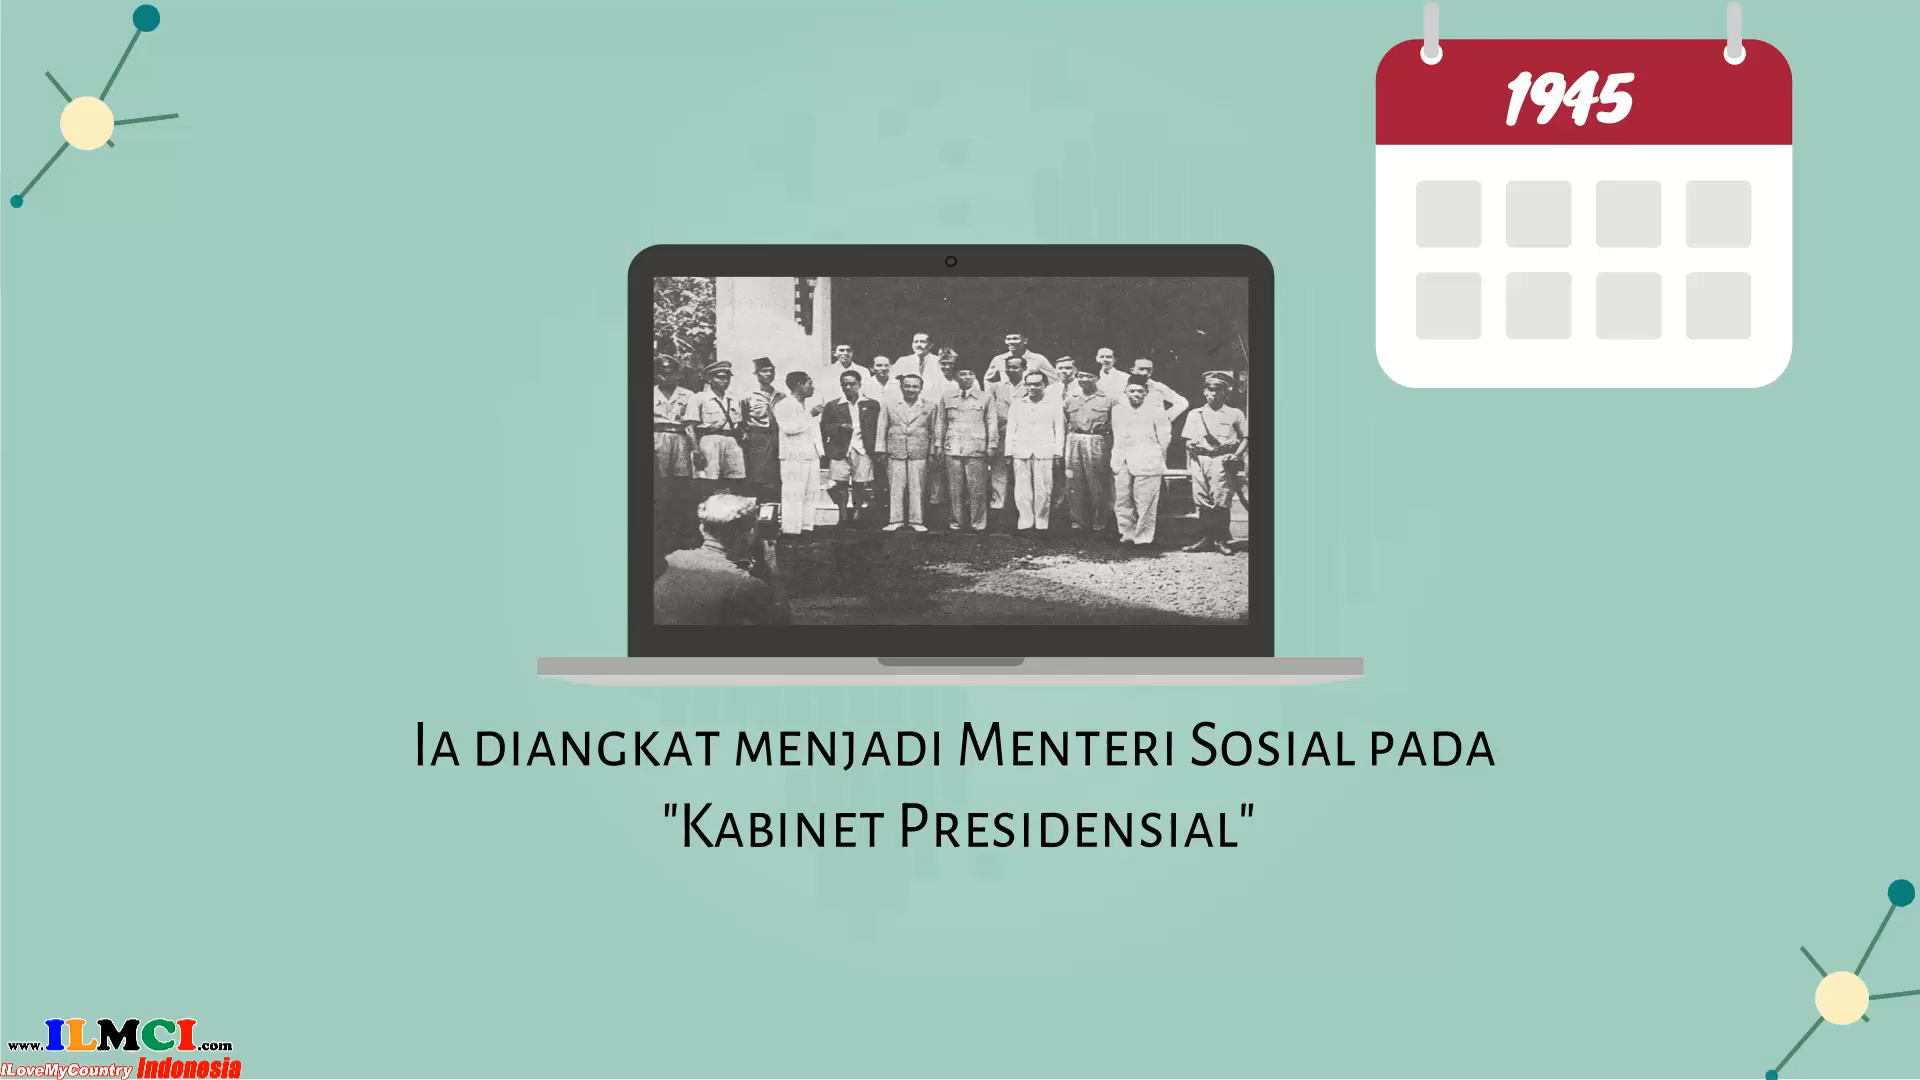 1945
Ia diangkat menjadi Menteri Sosial pada
"Kabinet Presidensial"
www.ILMCI.com
ILoveMyCountry Indonesia